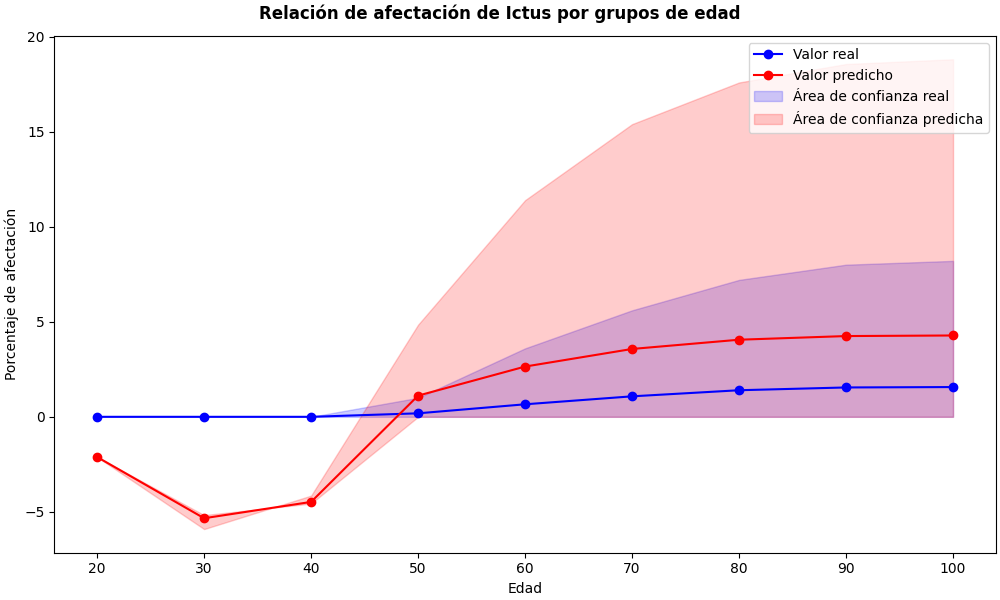 Relación de afectación de Ictus por grupos de edad
20
15
10
5
0
−5
Porcentaje de afectación
Valor real
Valor predicho
Área de confianza real
Área de confianza predicha
20 30 40 50 60 70 80 90 100
Edad